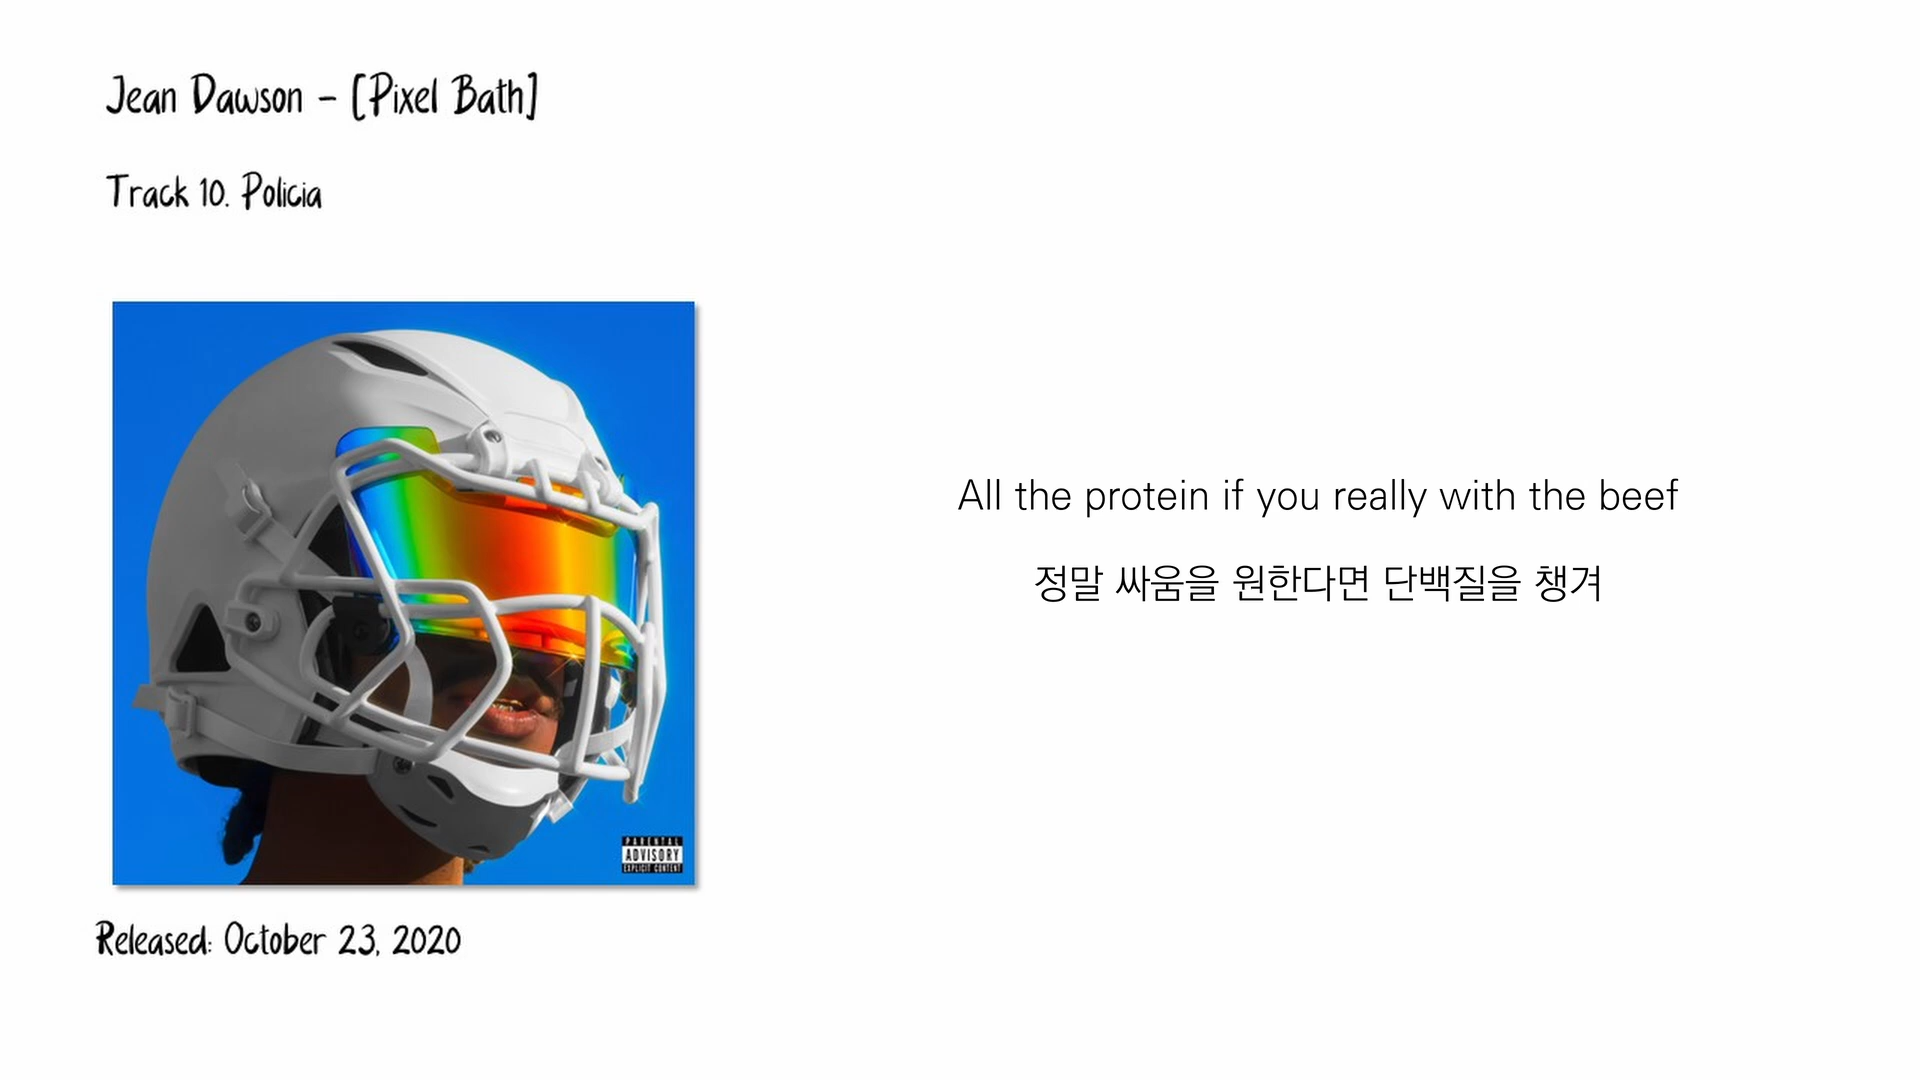 Jean Dawson - [Pixel Bath]
Track 10. Policia
All the protein if you really with the beef
정말 싸움을 원한다면 단백질을 챙겨
PARENTAL
ADVISORY
EXPLICIT CONTENT
Released: October 23, 2020